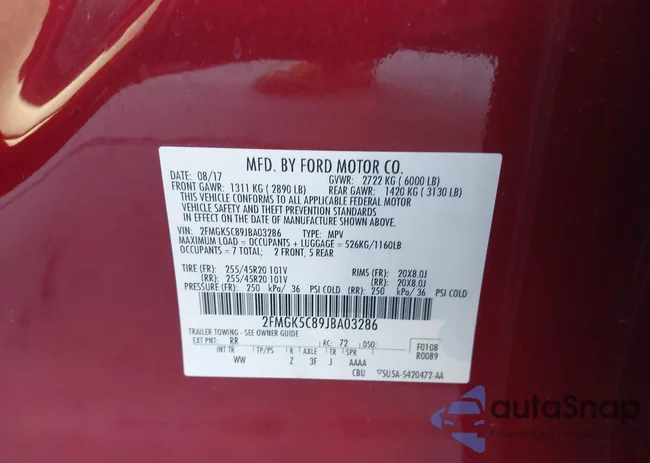 MFD. BY FORD MOTOR CO.
DATE: 08/17 GVWR: 2722 KG ( 6000 LB)
FRONT GAWR: 1311 KG ( 2890 LB) REAR GAWR: 1420 KG ( 3130 LB)
THIS VEHICLE CONFORMS TO ALL APPLICABLE FEDERAL MOTOR
VEHICLE SAFETY AND THEFT PREVENTION STANDARDS
IN EFFECT ON THE DATE OF MANUFACTURE SHOWN ABOVE.
VIN: 2FMGK5C89JBA03286 TYPE: MPV
MAXIMUM LOAD = OCCUPANTS + LUGGAGE = 526KG/1160LB
OCCUPANTS = 7 TOTAL; 2 FRONT, 5 REAR
TIRE (FR): 255/45R20 101V RIMS (FR): 20X8.0J
(RR): 255/45R20 101V (RR): 20X8.0J
PRESSURE (FR): 250 kPa/ 36 PSI COLD (RR): 250 kPa/ 36 PSI COLD
2FMGK5C89JBA03286
TRAILER TOWING - SEE OWNER GUIDE
EXT PNT: RR RC: 72 DSO: F0108
R0089
INT TR TP/PS R AXLE TR SPR
WW Z 3F J AAAA
CBU 5U5A-5420472-AA
autoSnap